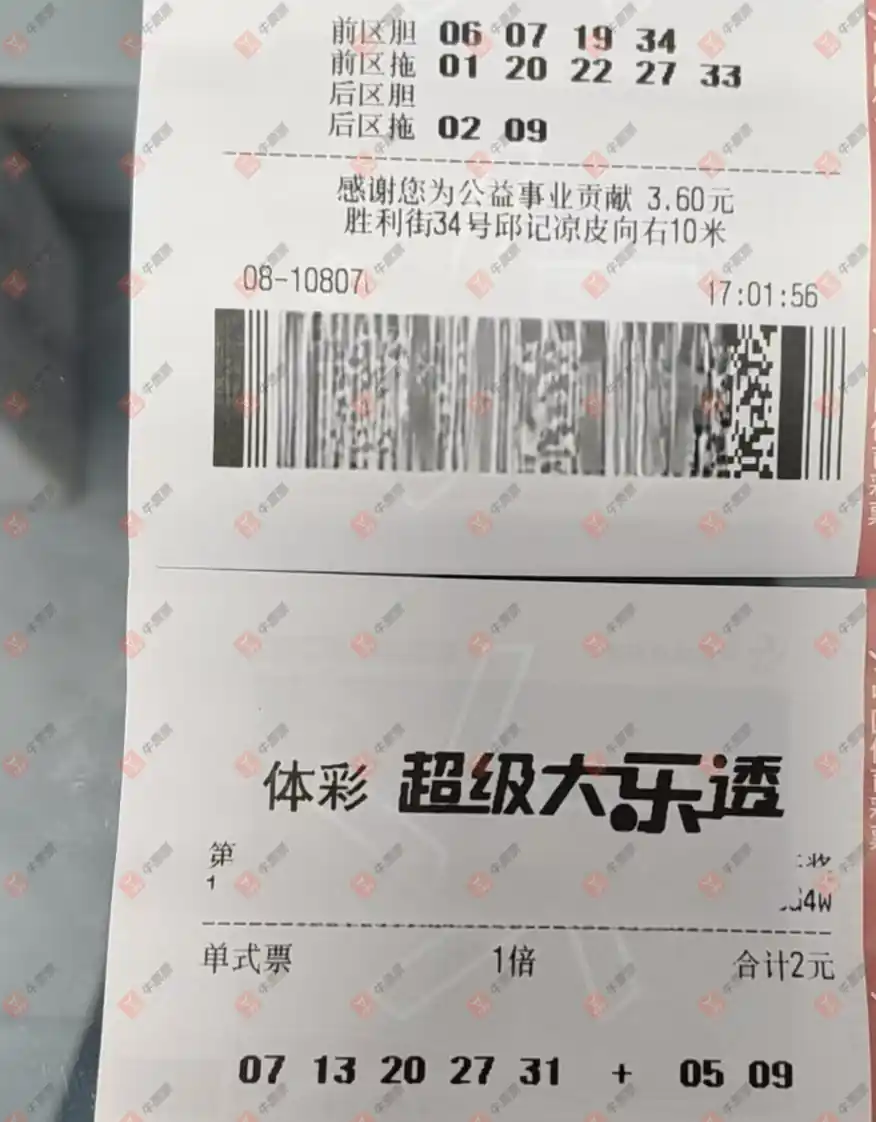 前区胆 06 07 19 34
前区拖 01 20 22 27 33
后区胆
后区拖 02 09
感谢您为公益事业贡献 3.60元
胜利街34号邱记凉皮向右10米
08-10807
17:01:56
体彩 超级大乐透
第
1
4W
单式票 1倍 合计2元
07 13 20 27 31 + 05 09